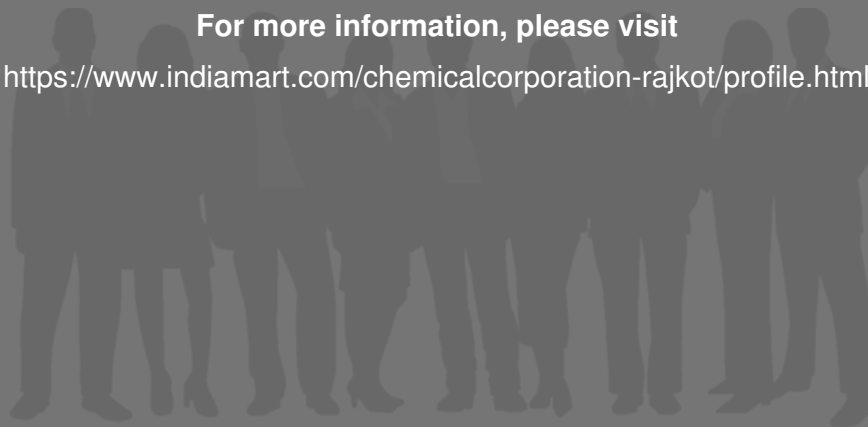 For more information, please visit
https://www.indiamart.com/chemicalcorporation-rajkot/profile.html